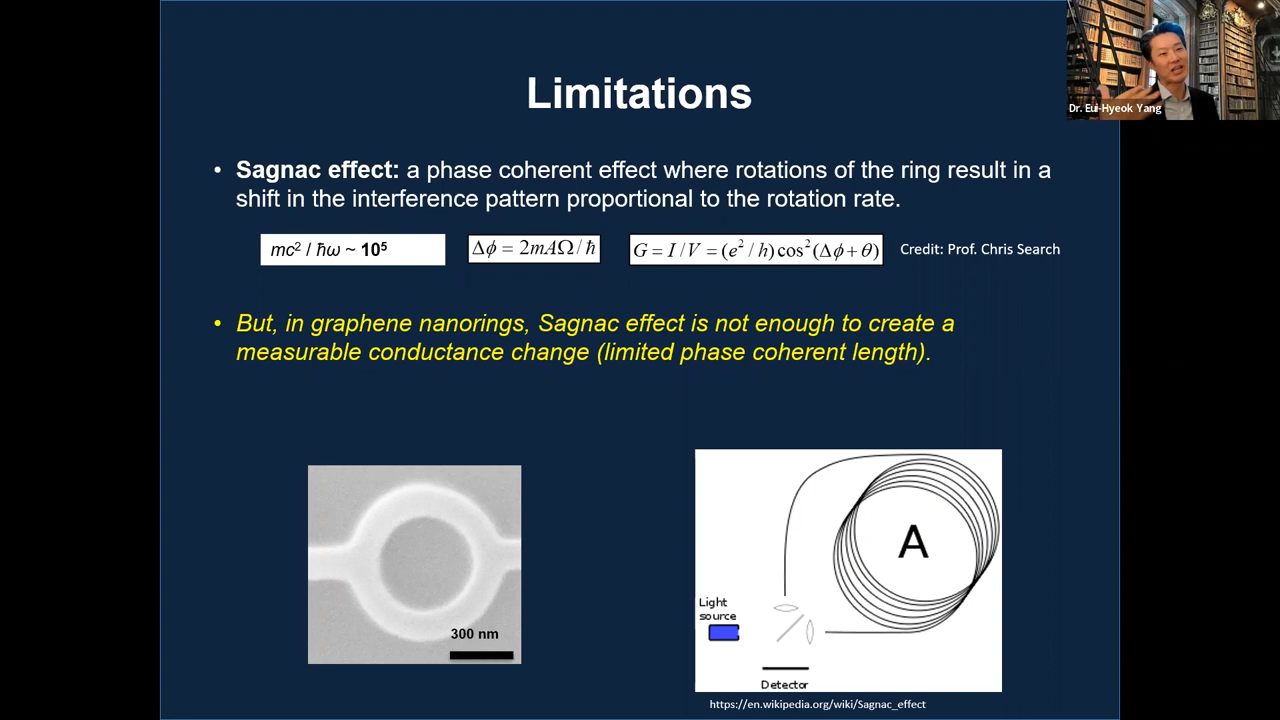 Limitations
Dr. Eui-Hyeok Yang
• Sagnac effect: a phase coherent effect where rotations of the ring result in a
shift in the interference pattern proportional to the rotation rate.
mc² / ħω ~ 10⁵
Δϕ = 2mAΩ/ħ
G = I/V = (e²/h)cos²(Δϕ+θ)
Credit: Prof. Chris Search
• But, in graphene nanorings, Sagnac effect is not enough to create a
measurable conductance change (limited phase coherent length).
300 nm
A
Light
source
Detector
https://en.wikipedia.org/wiki/Sagnac_effect